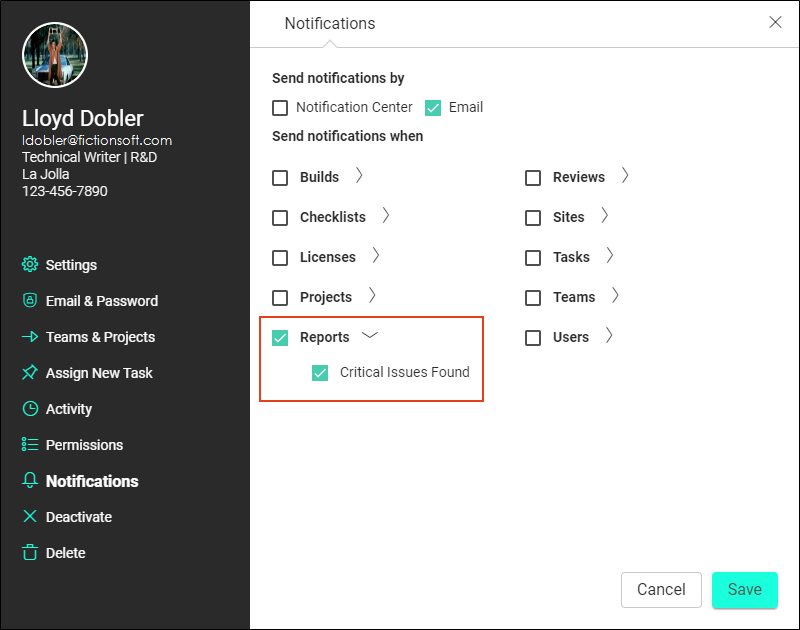 Lloyd Dobler
ldobler@fictionsoft.com
Technical Writer | R&D
La Jolla
123-456-7890
Settings
Email & Password
Teams & Projects
Assign New Task
Activity
Permissions
Notifications
Deactivate
Delete
Notifications
Send notifications by
Notification Center Email
Send notifications when
Builds
Checklists
Licenses
Projects
Reports
Critical Issues Found
Reviews
Sites
Tasks
Teams
Users
Cancel Save